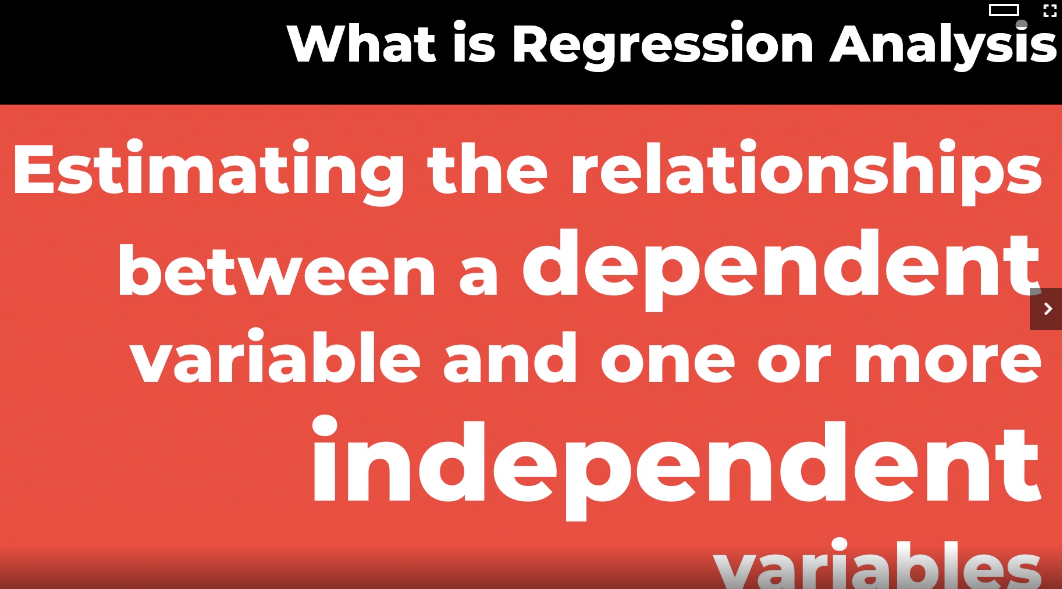 What is Regression Analysis
Estimating the relationships
between a dependent
variable and one or more
independent
variables